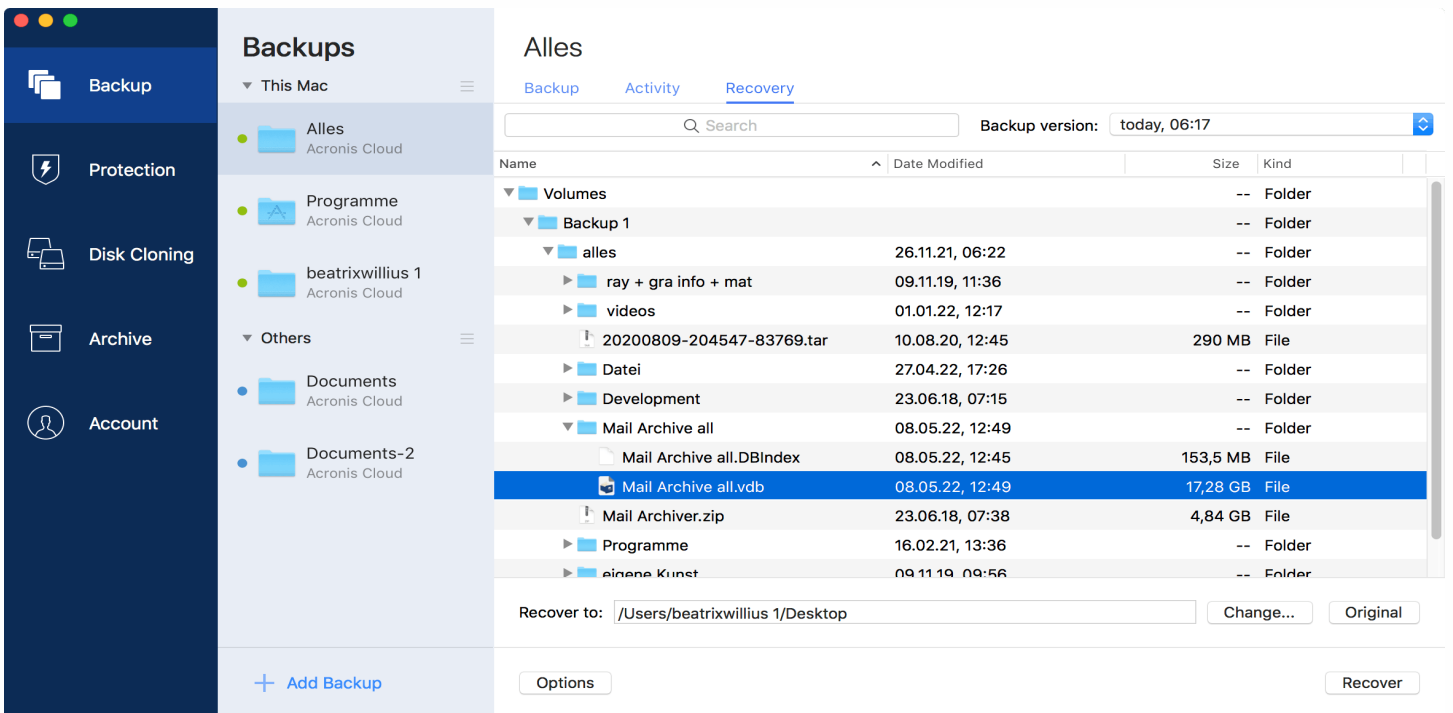 Backup
Protection
Disk Cloning
Archive
Account
Backups
This Mac
Alles
Acronis Cloud
Programme
Acronis Cloud
beatrixwillius 1
Acronis Cloud
Others
Documents
Acronis Cloud
Documents-2
Acronis Cloud
Add Backup
Alles
Backup Activity Recovery
Search Backup version: today, 06:17
Name Date Modified Size Kind
Volumes -- Folder
Backup 1 -- Folder
alles 26.11.21, 06:22 -- Folder
ray + gra info + mat 09.11.19, 11:36 -- Folder
videos 01.01.22, 12:17 -- Folder
20200809-204547-83769.tar 10.08.20, 12:45 290 MB File
Datei 27.04.22, 17:26 -- Folder
Development 23.06.18, 07:15 -- Folder
Mail Archive all 08.05.22, 12:49 -- Folder
Mail Archive all.DBIndex 08.05.22, 12:45 153,5 MB File
Mail Archive all.vdb 08.05.22, 12:49 17,28 GB File
Mail Archiver.zip 23.06.18, 07:38 4,84 GB File
Programme 16.02.21, 13:36 -- Folder
eigene Kunst 09.11.19, 09:56 -- Folder
Recover to: /Users/beatrixwillius 1/Desktop Change... Original
Options Recover